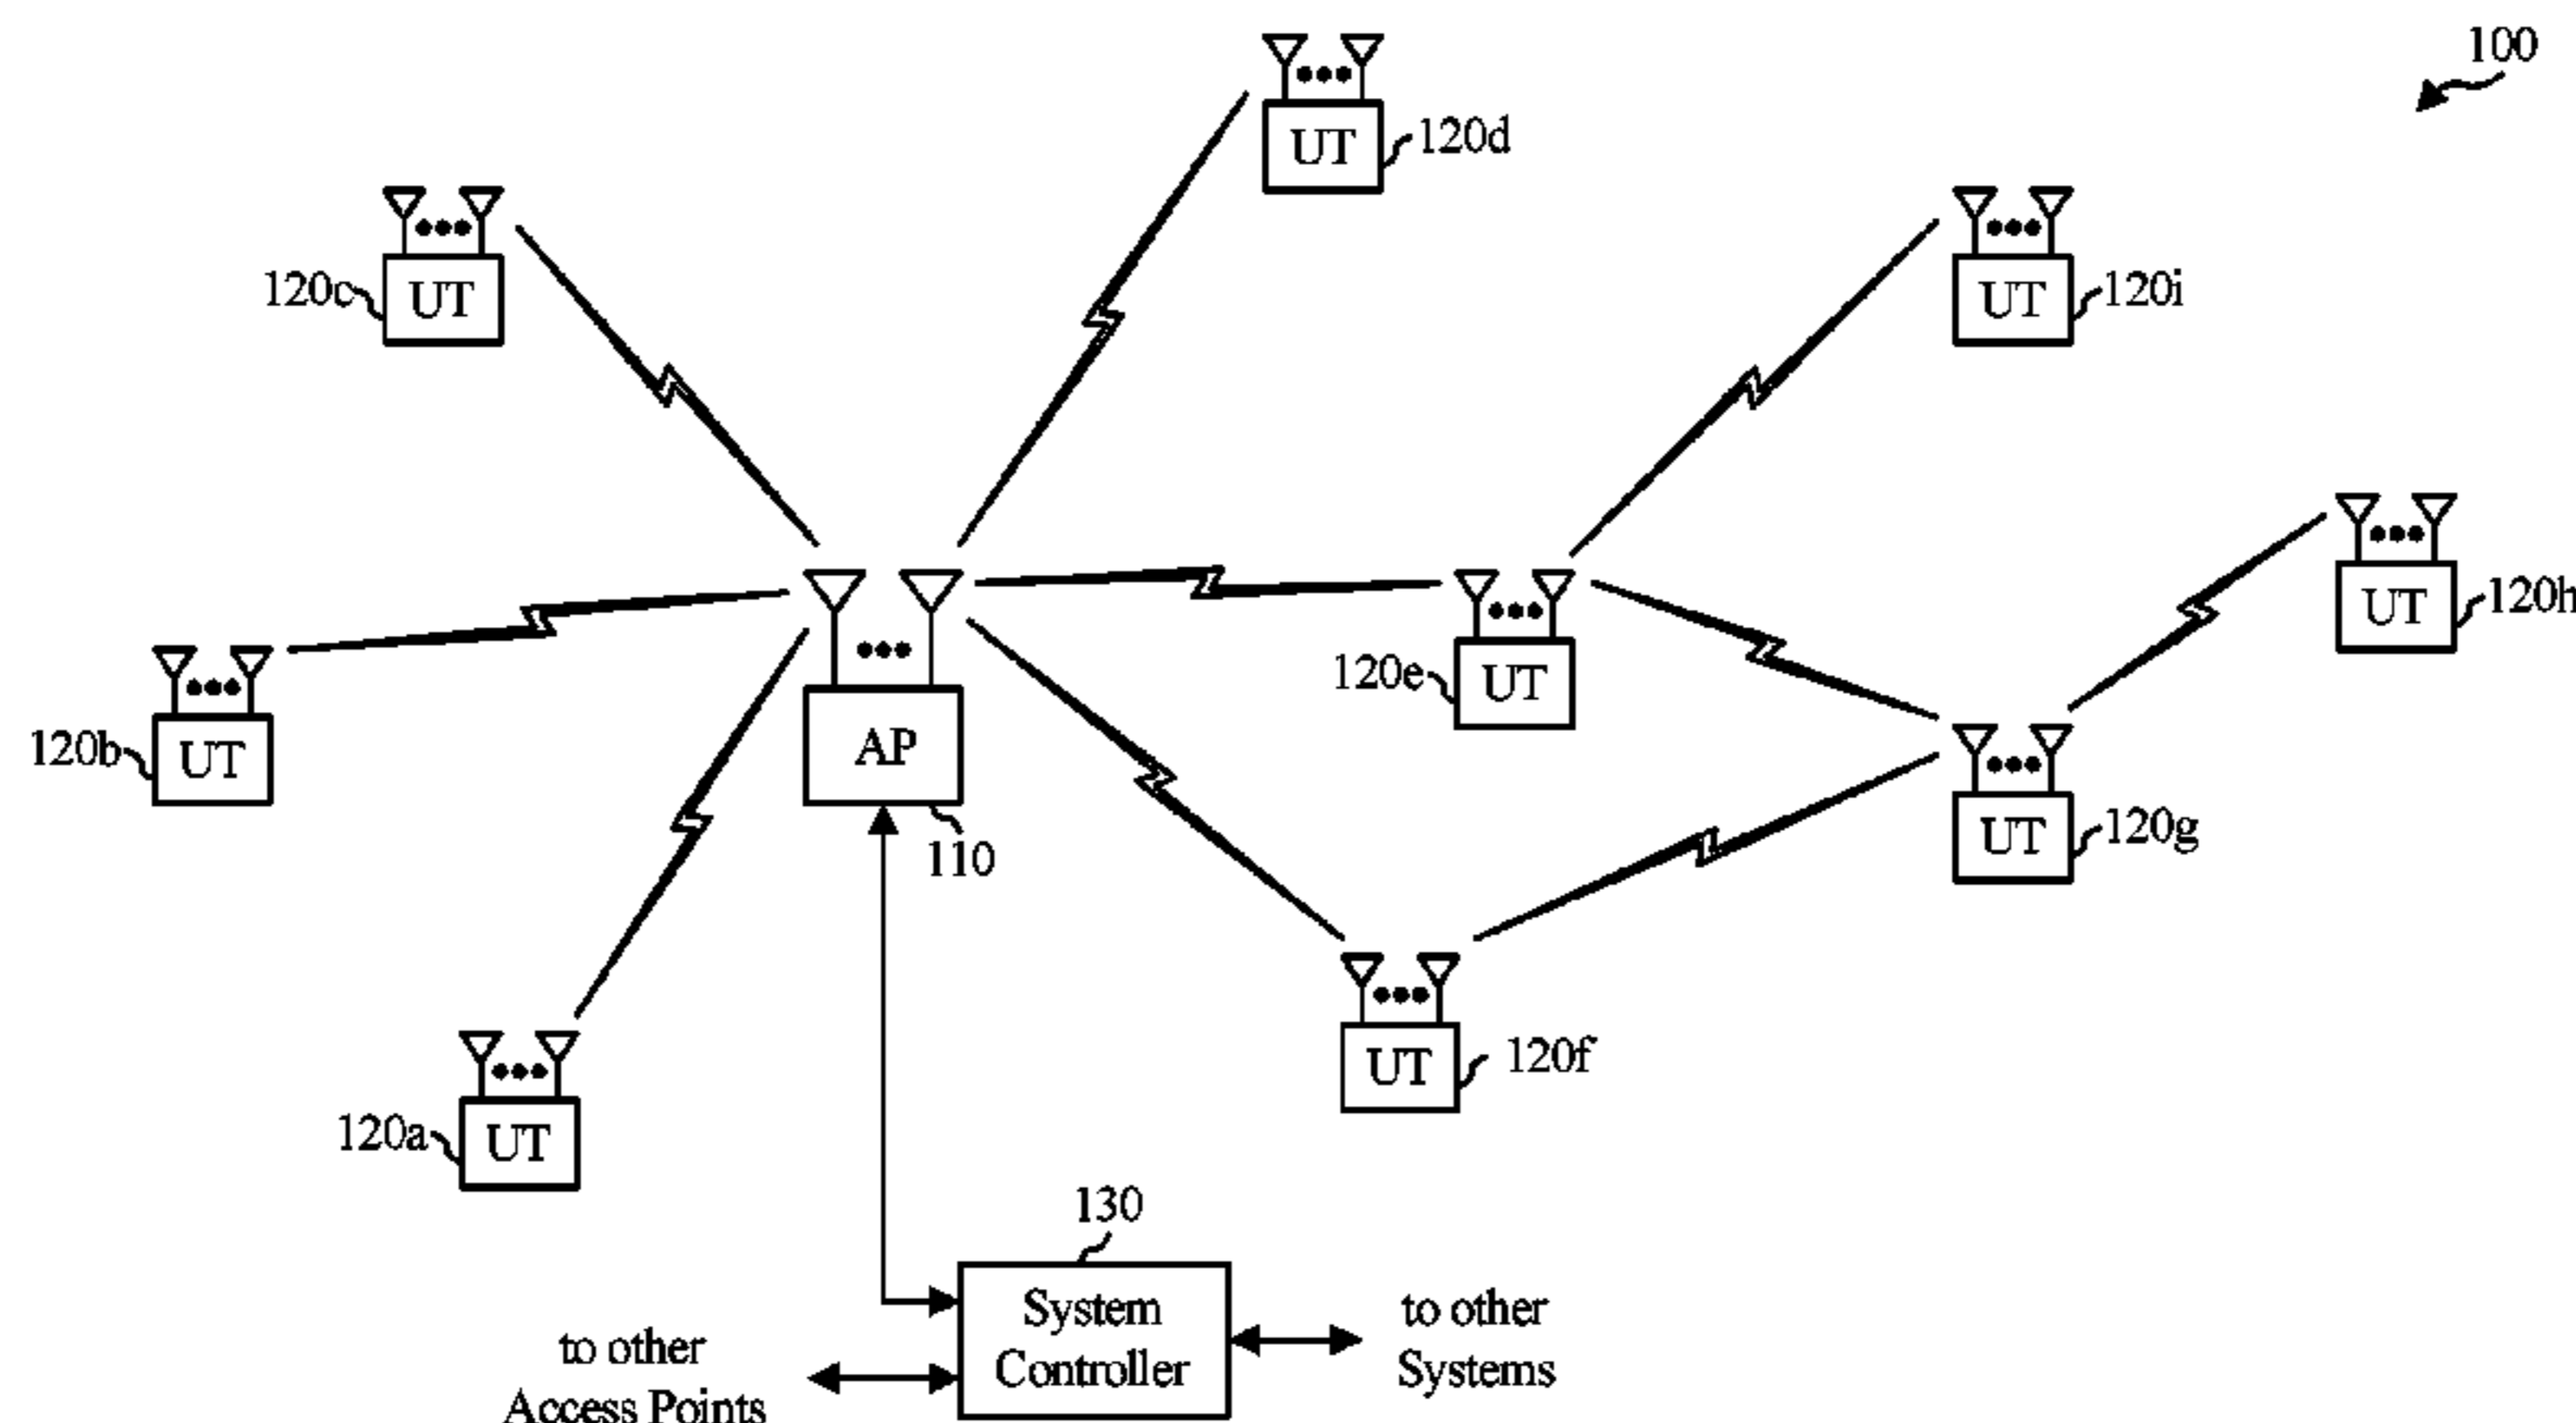 100
UT
120d
120c
UT
UT
120i
UT
120h
120e
UT
120b
UT
AP
110
UT
120g
UT
120f
120a
UT
130
System
Controller
to other
Systems
to other
Access Points